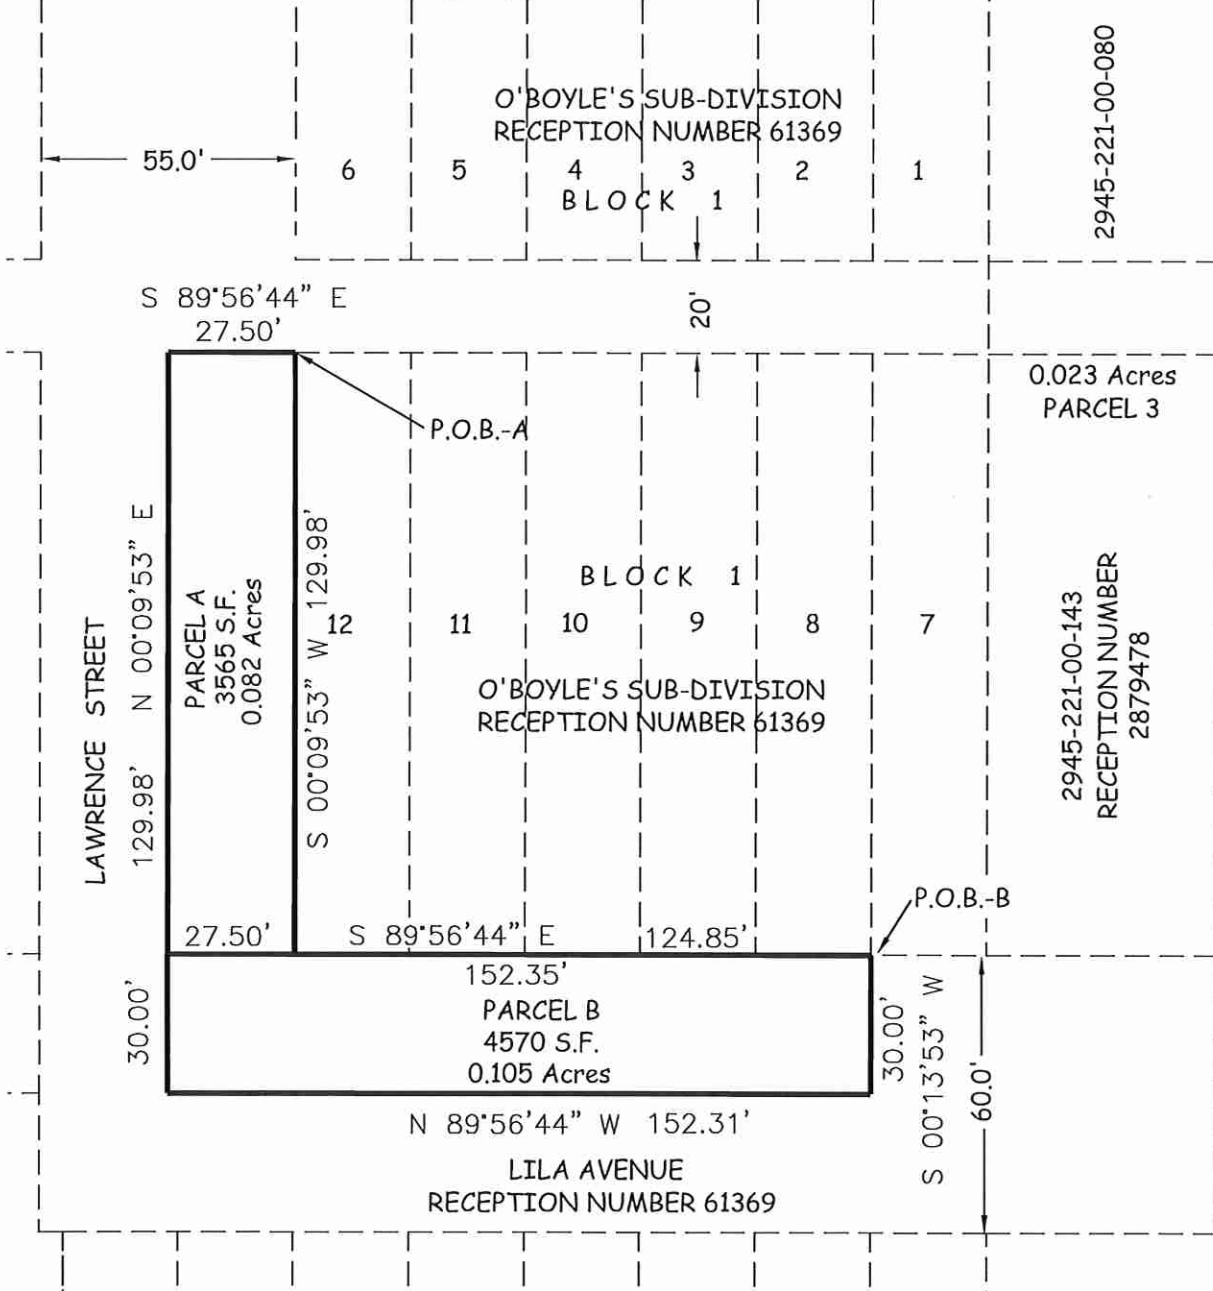 O'BOYLE'S SUB-DIVISION
RECEPTION NUMBER 61369
55.0'
6 5 4 3 2 1
BLOCK 1
2945-221-00-080
S 89°56'44" E
27.50'
20'
0.023 Acres
PARCEL 3
P.O.B.-A
N 00°09'53" E
129.98'
LAWRENCE STREET
PARCEL A
3565 S.F.
0.082 Acres
S 00°09'53" W 129.98'
BLOCK 1
12 11 10 9 8 7
O'BOYLE'S SUB-DIVISION
RECEPTION NUMBER 61369
2945-221-00-143
RECEPTION NUMBER
2879478
P.O.B.-B
27.50'
S 89°56'44" E 124.85'
152.35'
PARCEL B
4570 S.F.
0.105 Acres
30.00'
30.00'
S 00°13'53" W
60.0'
N 89°56'44" W 152.31'
LILA AVENUE
RECEPTION NUMBER 61369